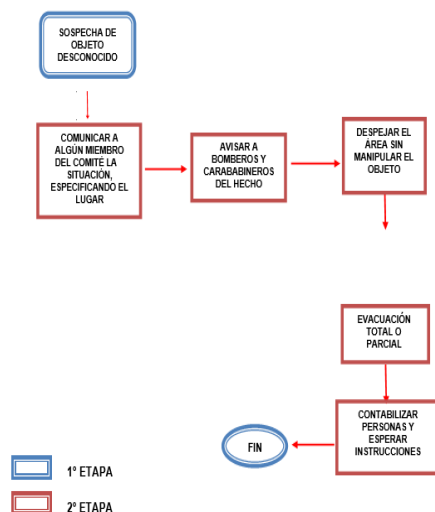 SOSPECHA DE
OBJETO
DESCONOCIDO
COMUNICAR A
ALGÚN MIEMBRO
DEL COMITÉ LA
SITUACIÓN,
ESPECIFICANDO EL
LUGAR
AVISAR A
BOMBEROS Y
CARABABINEROS
DEL HECHO
DESPEJAR EL
ÁREA SIN
MANIPULAR EL
OBJETO
EVACUACIÓN
TOTAL O
PARCIAL
CONTABILIZAR
PERSONAS Y
ESPERAR
INSTRUCCIONES
FIN
1° ETAPA
2° ETAPA